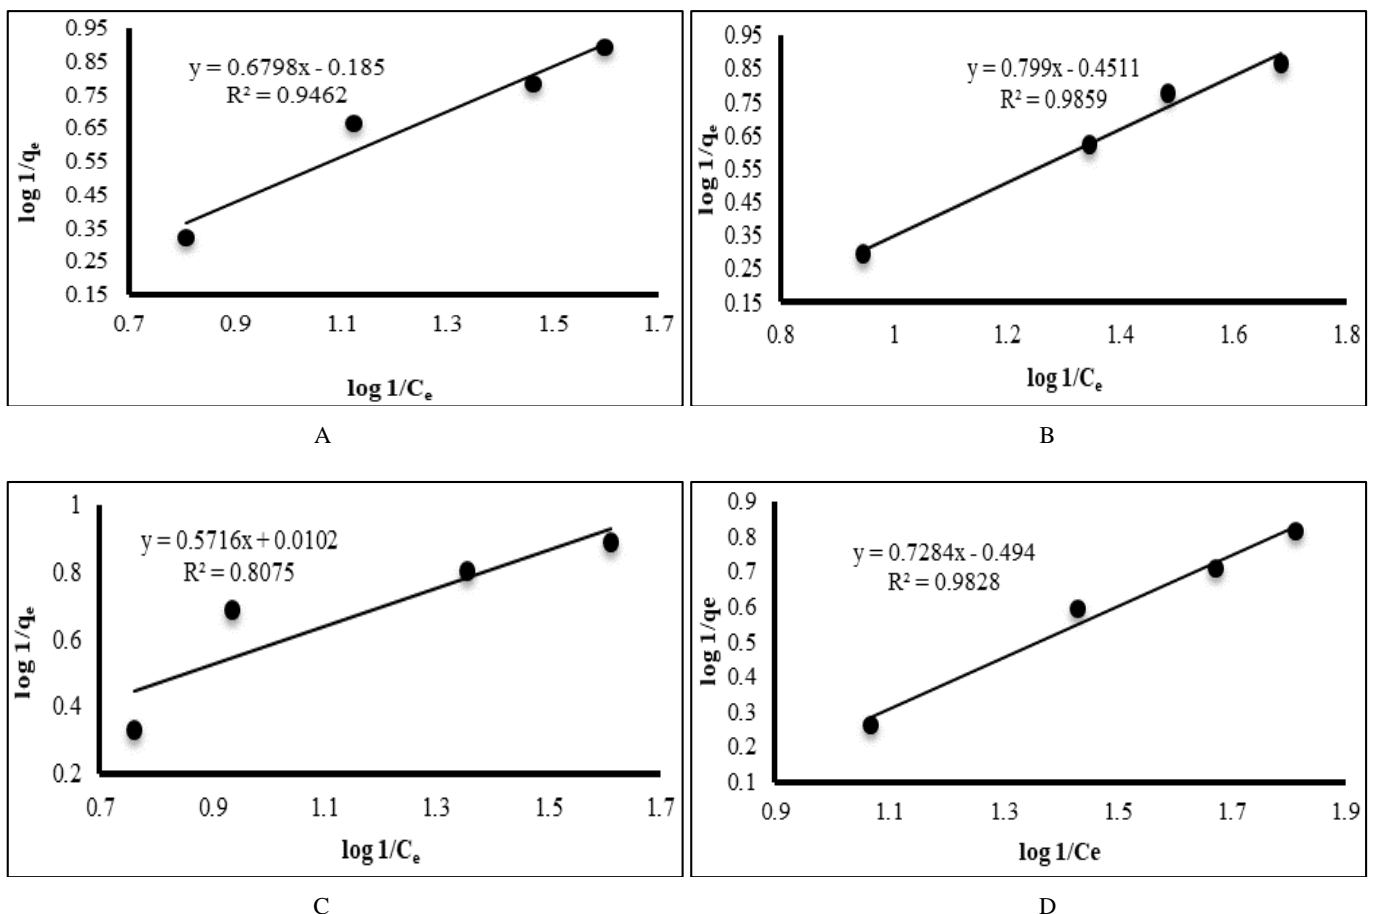 0.95
0.85
0.75
0.65
0.55
0.45
0.35
0.25
0.15
log 1/qₑ
y = 0.6798x - 0.185
R² = 0.9462
0.7 0.9 1.1 1.3 1.5 1.7
log 1/Cₑ
A
0.95
0.85
0.75
0.65
0.55
0.45
0.35
0.25
0.15
log 1/qₑ
y = 0.799x - 0.4511
R² = 0.9859
0.8 1 1.2 1.4 1.6 1.8
log 1/Cₑ
B
1
0.8
0.6
0.4
0.2
log 1/qₑ
y = 0.5716x + 0.0102
R² = 0.8075
0.7 0.9 1.1 1.3 1.5 1.7
log 1/Cₑ
C
0.9
0.8
0.7
0.6
0.5
0.4
0.3
0.2
0.1
log 1/qe
y = 0.7284x - 0.494
R² = 0.9828
0.9 1.1 1.3 1.5 1.7 1.9
log 1/Ce
D